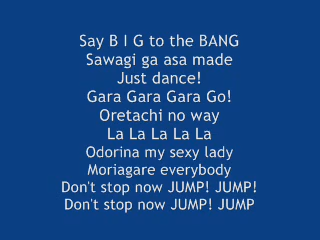 Say B I G to the BANG
Sawagi ga asa made
Just dance!
Gara Gara Gara Go!
Oretachi no way
La La La La La
Odorina my sexy lady
Moriagare everybody
Don't stop now JUMP! JUMP!
Don't stop now JUMP! JUMP